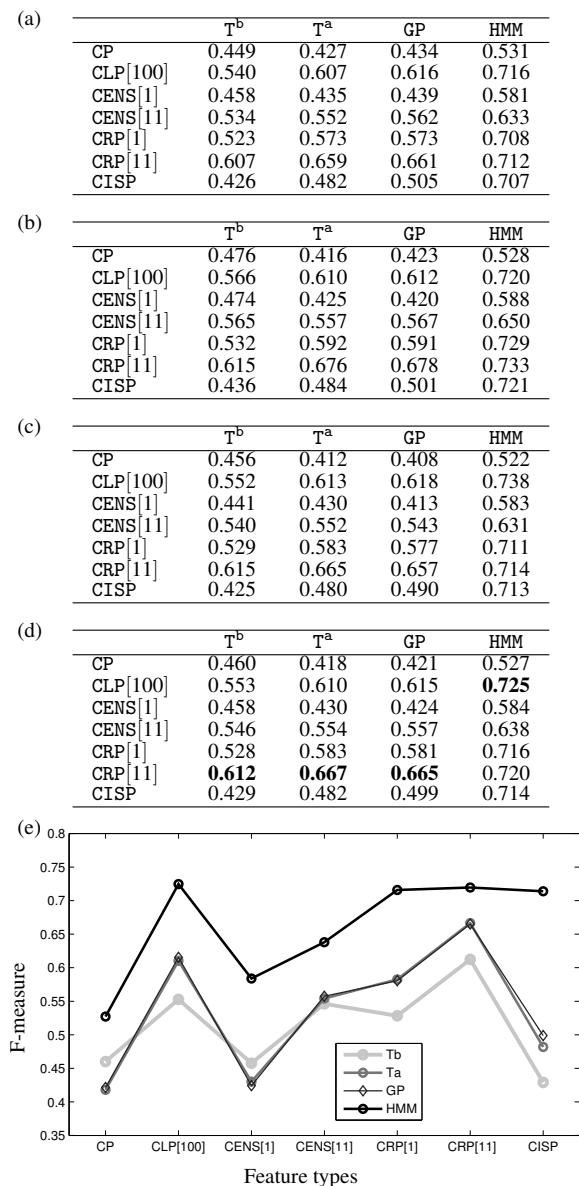 (a)
Tᵇ Tᵃ GP HMM
CP 0.449 0.427 0.434 0.531
CLP[100] 0.540 0.607 0.616 0.716
CENS[1] 0.458 0.435 0.439 0.581
CENS[11] 0.534 0.552 0.562 0.633
CRP[1] 0.523 0.573 0.573 0.708
CRP[11] 0.607 0.659 0.661 0.712
CISP 0.426 0.482 0.505 0.707
(b)
Tᵇ Tᵃ GP HMM
CP 0.476 0.416 0.423 0.528
CLP[100] 0.566 0.610 0.612 0.720
CENS[1] 0.474 0.425 0.420 0.588
CENS[11] 0.565 0.557 0.567 0.650
CRP[1] 0.532 0.592 0.591 0.729
CRP[11] 0.615 0.676 0.678 0.733
CISP 0.436 0.484 0.501 0.721
(c)
Tᵇ Tᵃ GP HMM
CP 0.456 0.412 0.408 0.522
CLP[100] 0.552 0.613 0.618 0.738
CENS[1] 0.441 0.430 0.413 0.583
CENS[11] 0.540 0.552 0.543 0.631
CRP[1] 0.529 0.583 0.577 0.711
CRP[11] 0.615 0.665 0.657 0.714
CISP 0.425 0.480 0.490 0.713
(d)
Tᵇ Tᵃ GP HMM
CP 0.460 0.418 0.421 0.527
CLP[100] 0.553 0.610 0.615 0.725
CENS[1] 0.458 0.430 0.424 0.584
CENS[11] 0.546 0.554 0.557 0.638
CRP[1] 0.528 0.583 0.581 0.716
CRP[11] 0.612 0.667 0.665 0.720
CISP 0.429 0.482 0.499 0.714
(e)
0.8
0.75
0.7
0.65
0.6
0.55
0.5
0.45
0.4
0.35
F-measure
Tb
Ta
GP
HMM
CP CLP[100] CENS[1] CENS[11] CRP[1] CRP[11] CISP
Feature types